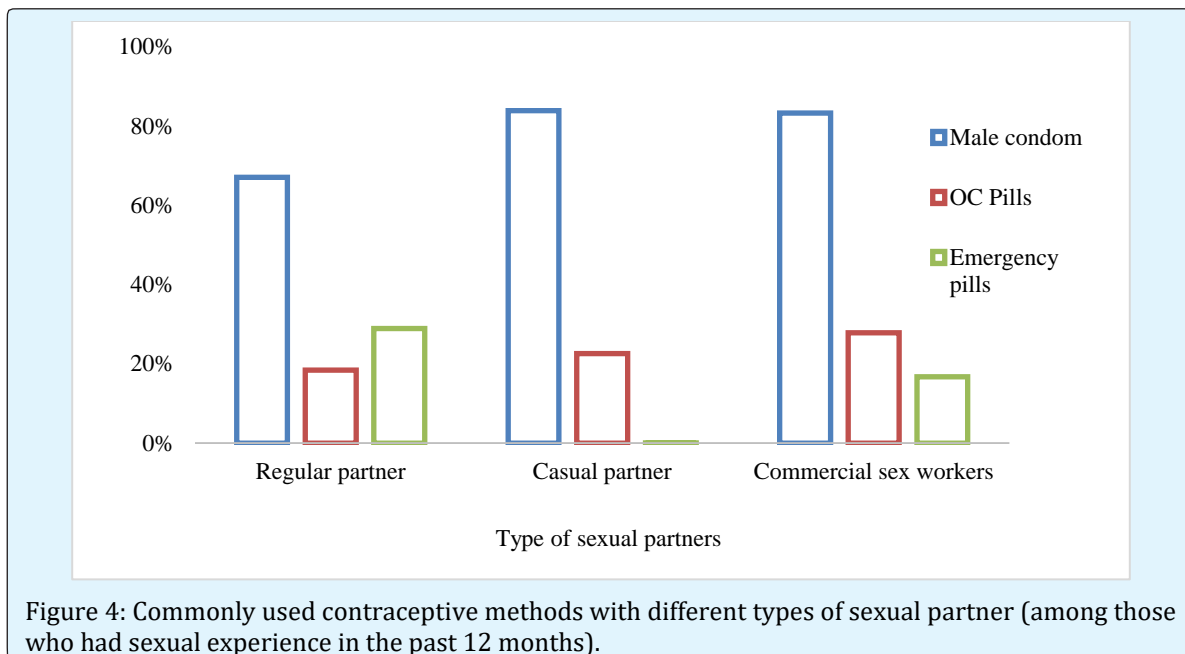 100%
80%
60%
40%
20%
0%
Male condom
OC Pills
Emergency
pills
Regular partner
Casual partner
Commercial sex workers
Type of sexual partners
Figure 4: Commonly used contraceptive methods with different types of sexual partner (among those
who had sexual experience in the past 12 months).